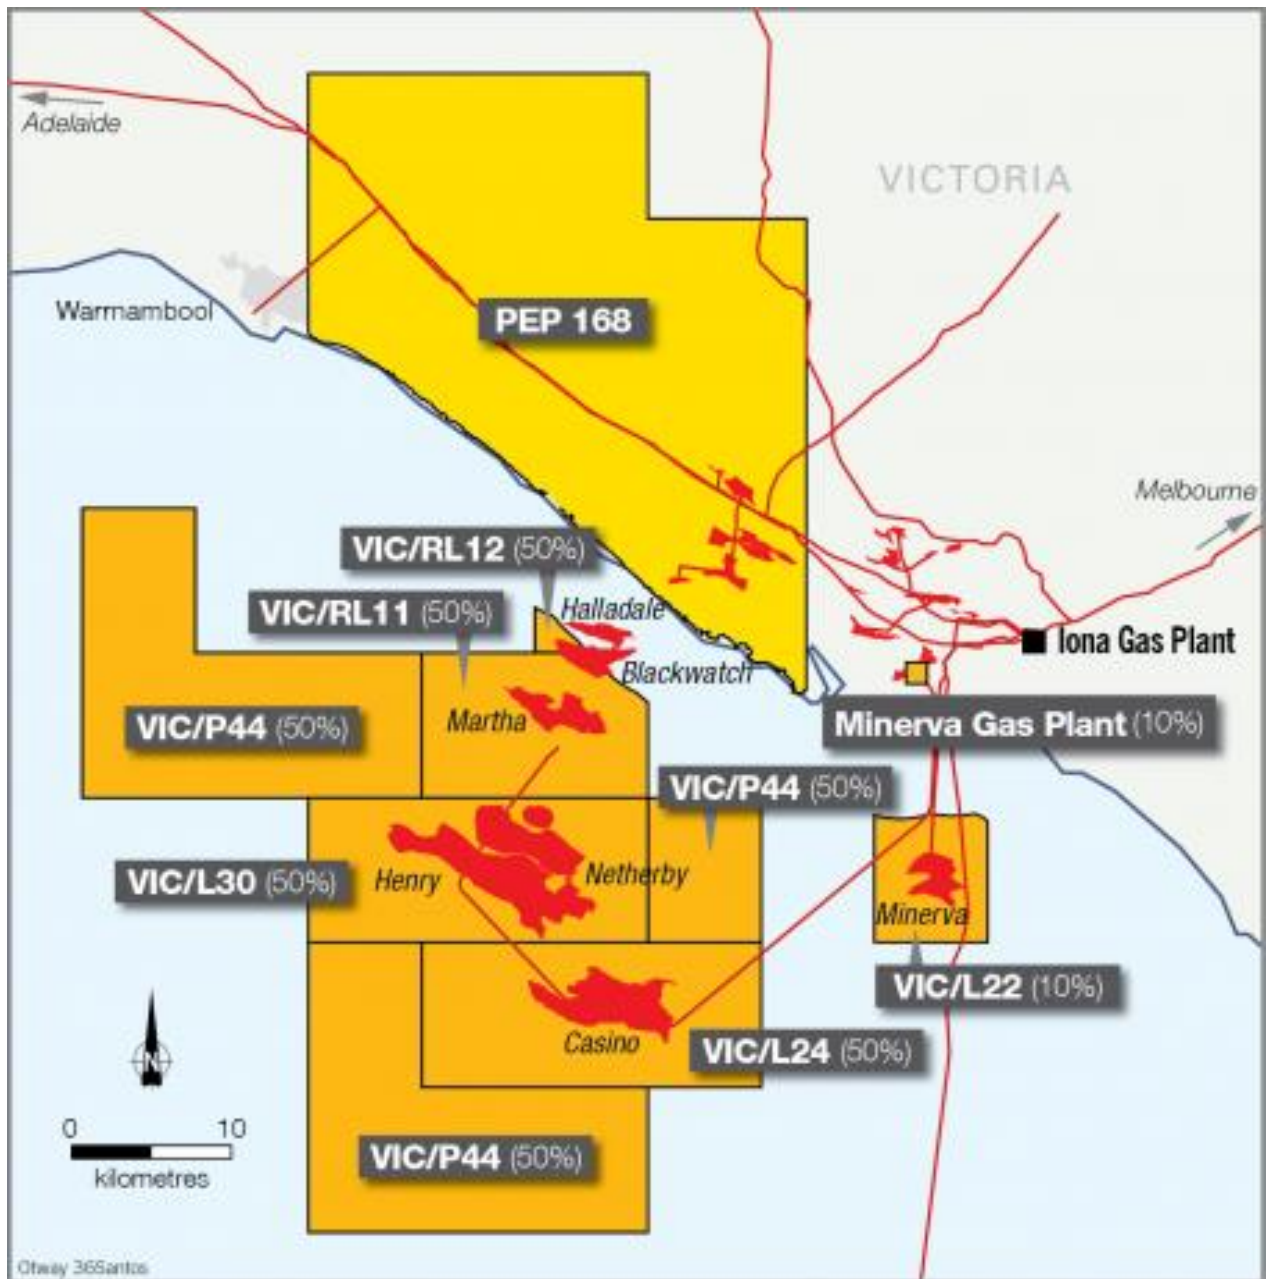 Adelaide
VICTORIA
Warrnambool
PEP 168
Melbourne
VIC/RL12 (50%)
Halladale
VIC/RL11 (50%)
Iona Gas Plant
Blackwatch
Martha
VIC/P44 (50%)
Minerva Gas Plant (10%)
VIC/P44 (50%)
Netherby
VIC/L30 (50%)
Henry
Minerva
VIC/L22 (10%)
Casino
VIC/L24 (50%)
N
0 10
kilometres
VIC/P44 (50%)
Otway 36Santos